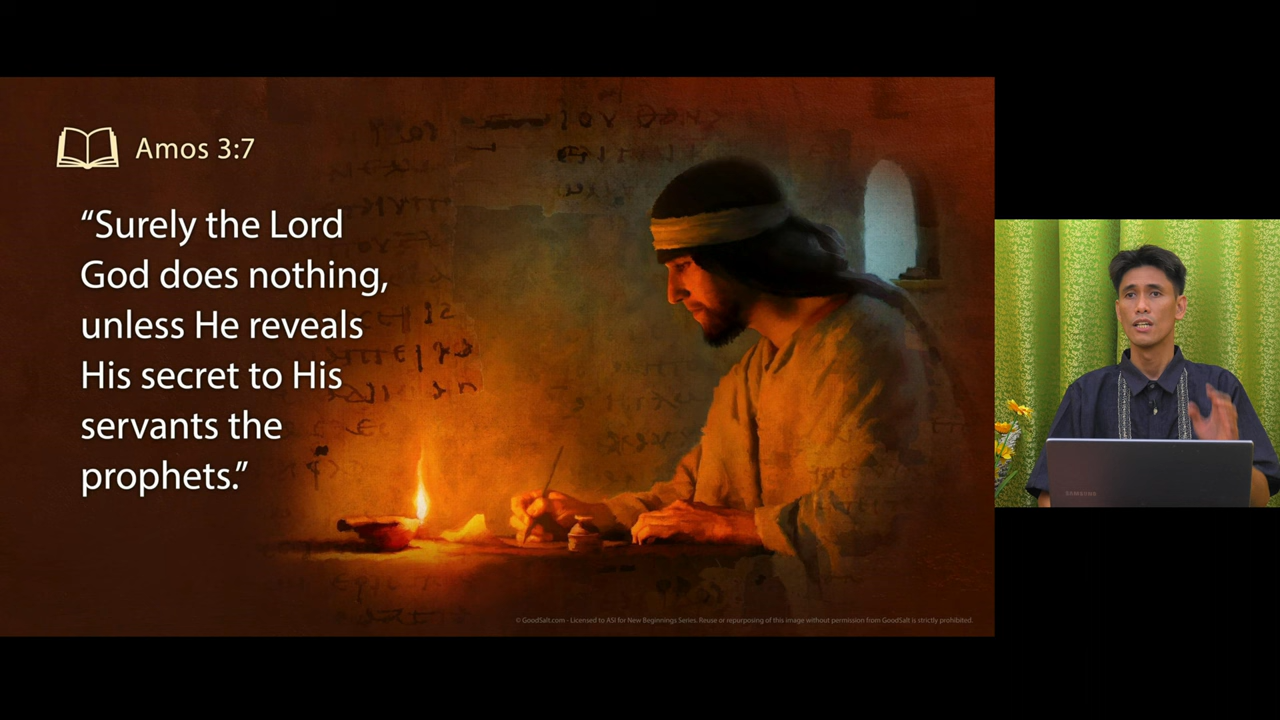 Amos 3:7
“Surely the Lord
God does nothing,
unless He reveals
His secret to His
servants the
prophets.”
© GoodSalt.com - Licensed to ASI for New Beginnings Series. Reuse or repurposing of this image without permission from GoodSalt is strictly prohibited.
SAMSUNG